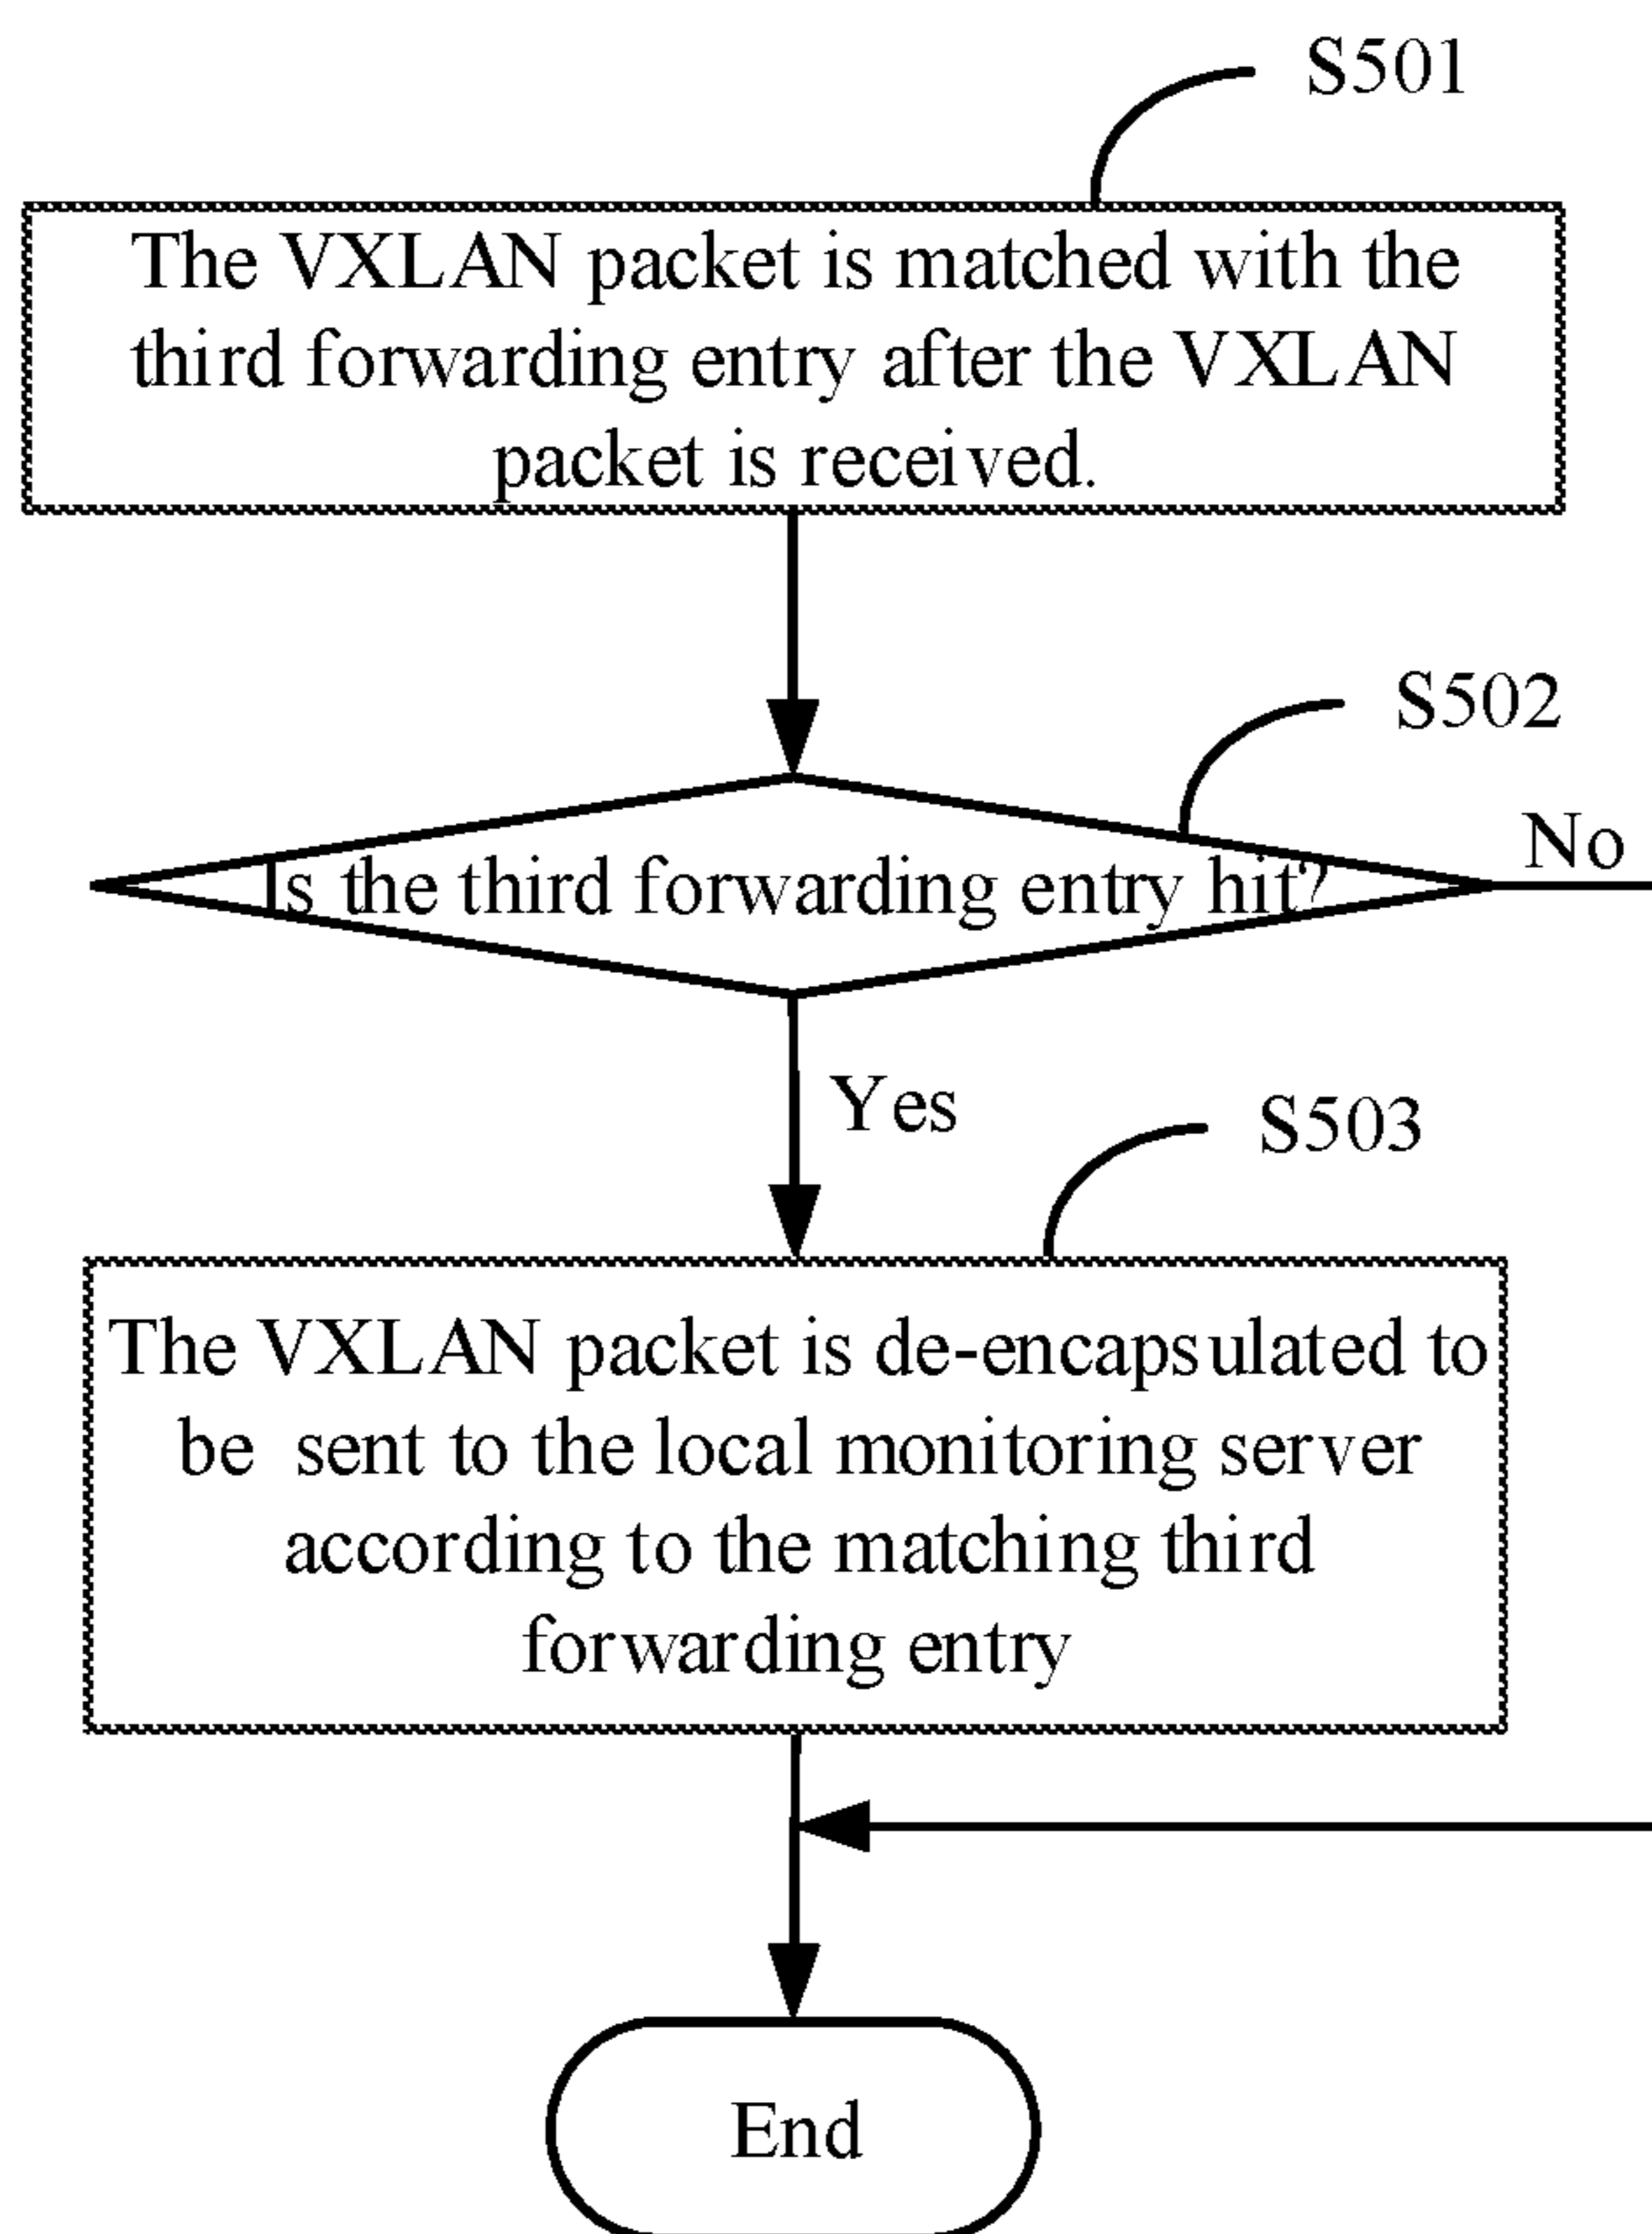 S501
The VXLAN packet is matched with the
third forwarding entry after the VXLAN
packet is received.
S502
Is the third forwarding entry hit?
No
Yes
S503
The VXLAN packet is de-encapsulated to
be sent to the local monitoring server
according to the matching third
forwarding entry
End